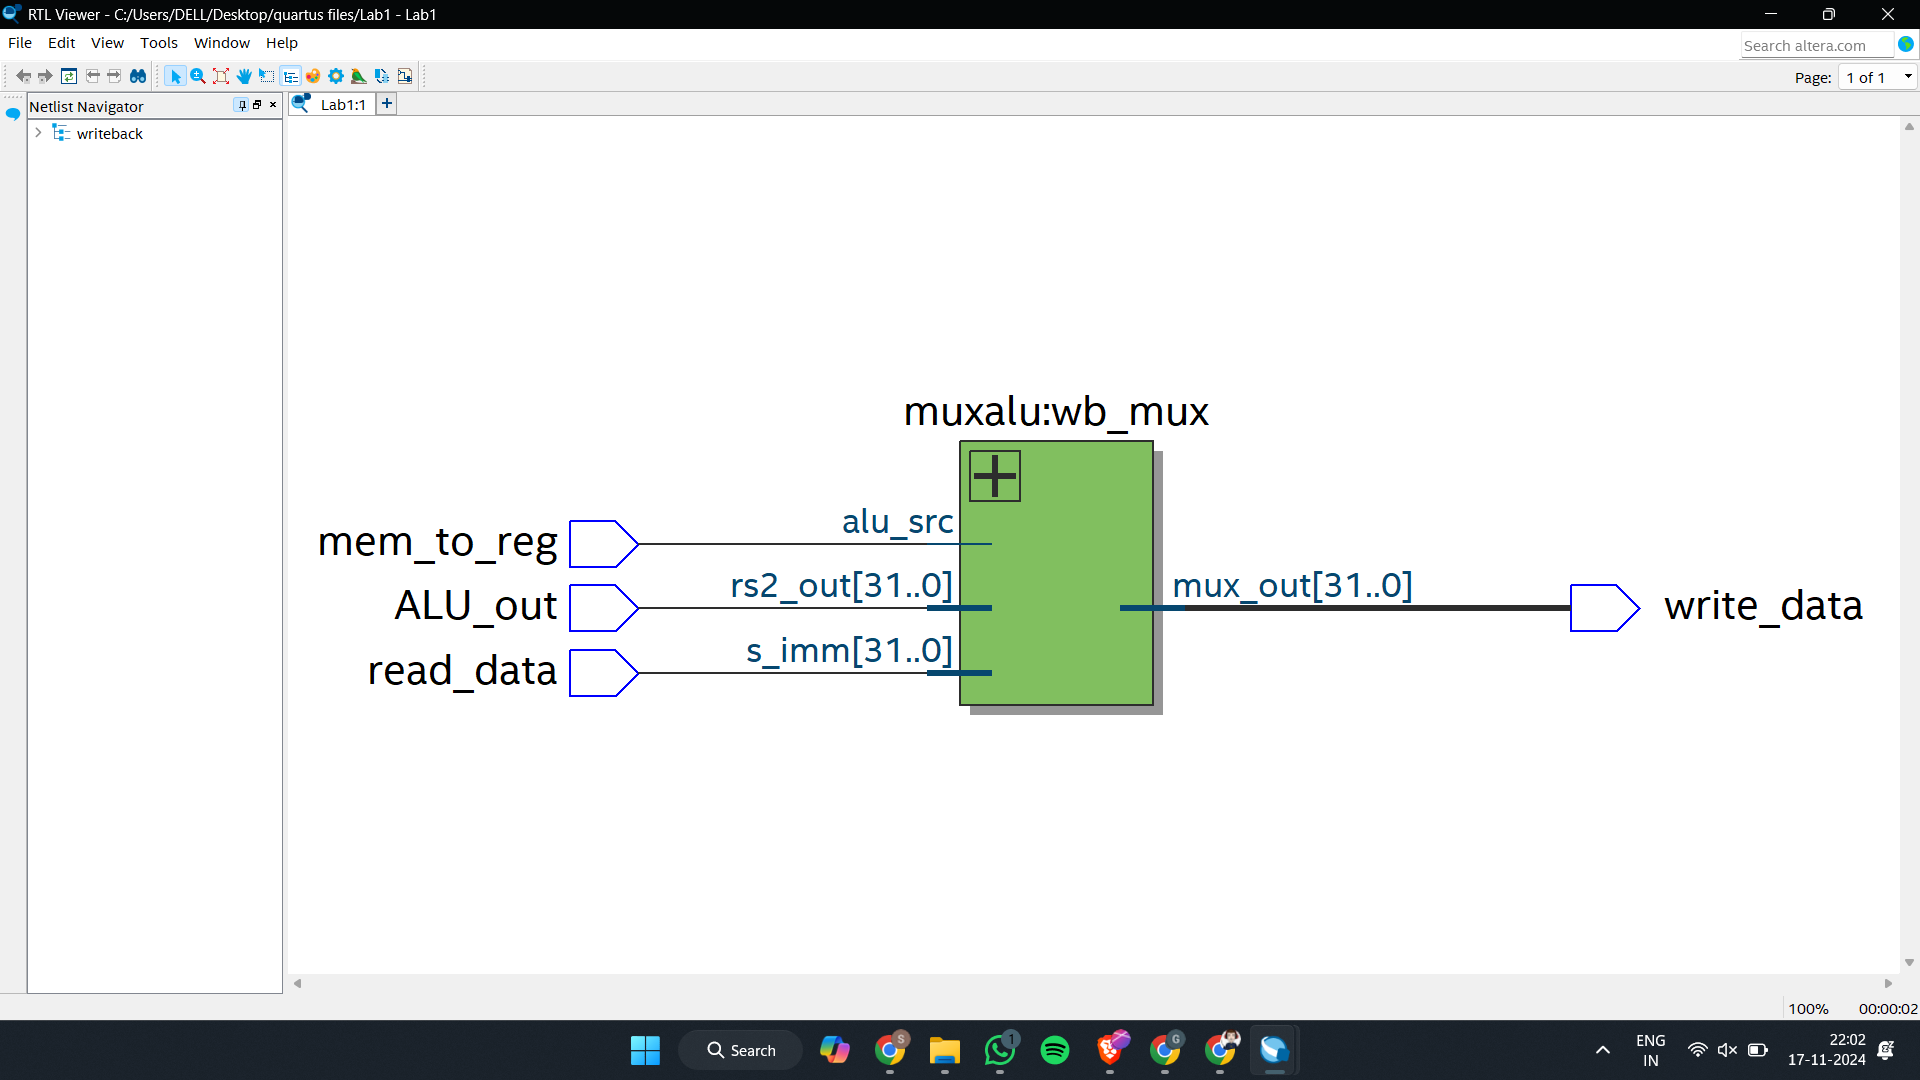 RTL Viewer - C:/Users/DELL/Desktop/quartus files/Lab1 - Lab1
File Edit View Tools Window Help
Search altera.com
Page: 1 of 1
Netlist Navigator
Lab1:1
writeback
muxalu:wb_mux
alu_src
mem_to_reg
rs2_out[31..0]
mux_out[31..0]
ALU_out
write_data
s_imm[31..0]
read_data
100% 00:00:02
Search
S
1
G
ENG
IN
22:02
17-11-2024